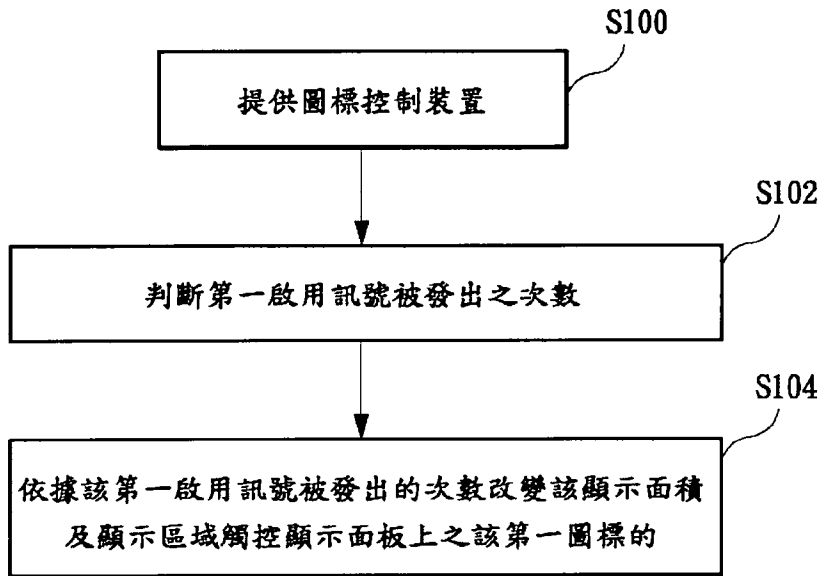 S100
提供圖標控制裝置
S102
判斷第一啟用訊號被發出之次數
S104
依據該第一啟用訊號被發出的次數改變該顯示面積
及顯示區域觸控顯示面板上之該第一圖標的